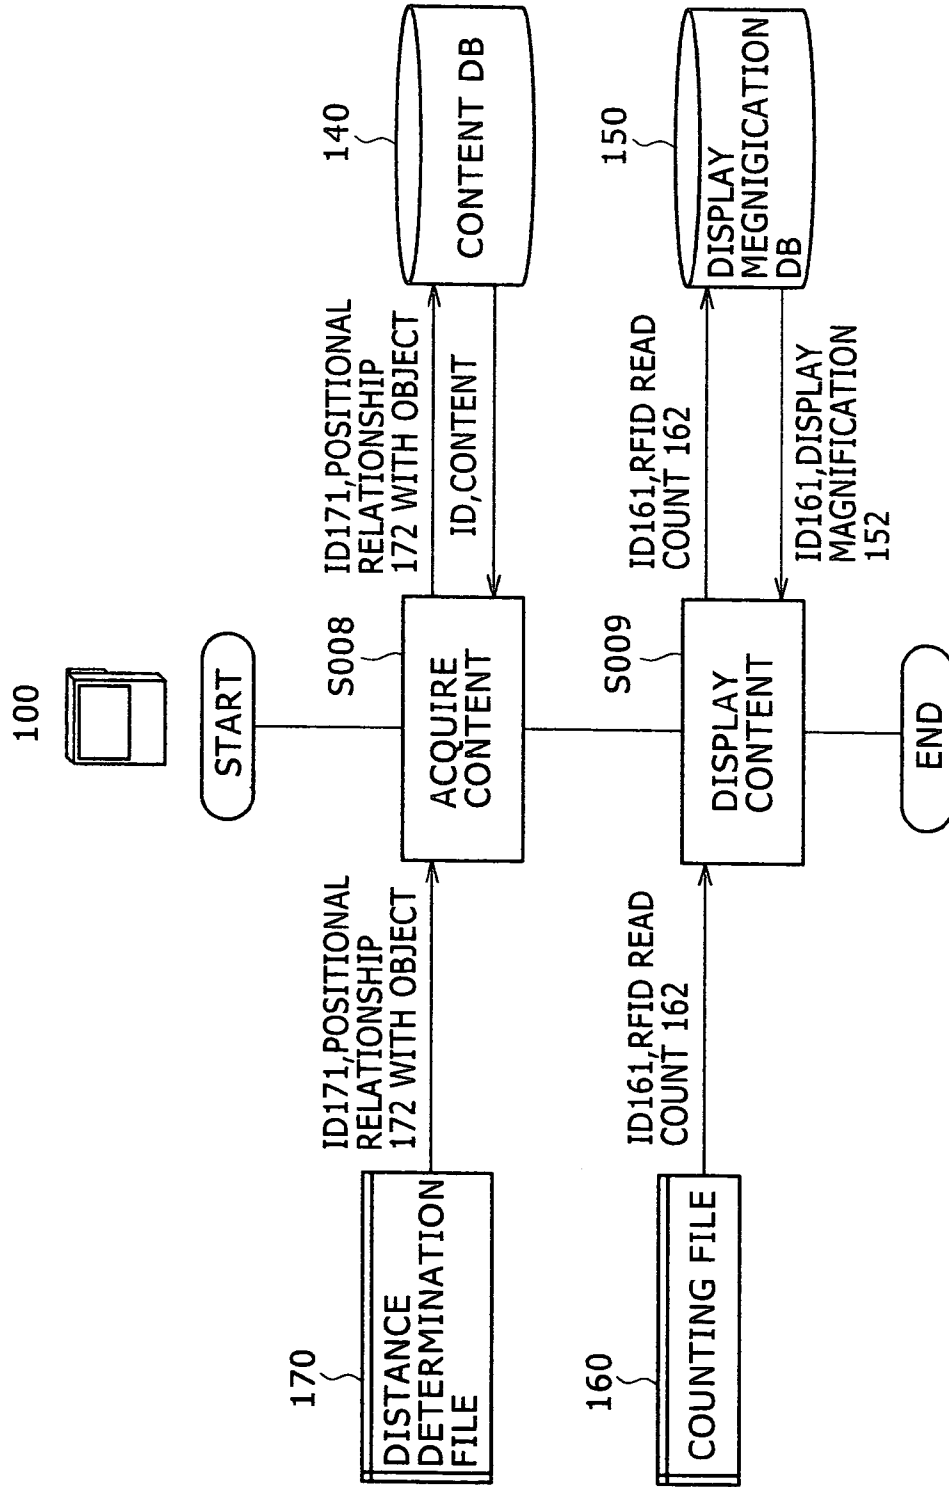 100
START
170
DISTANCE
DETERMINATION
FILE
ID171,POSITIONAL
RELATIONSHIP
172 WITH OBJECT
S008
ACQUIRE
CONTENT
ID171,POSITIONAL
RELATIONSHIP
172 WITH OBJECT
ID,CONTENT
140
CONTENT DB
160
COUNTING FILE
ID161,RFID READ
COUNT 162
S009
DISPLAY
CONTENT
ID161,RFID READ
COUNT 162
ID161,DISPLAY
MAGNIFICATION
152
150
DISPLAY
MEGNIGICATION
DB
END